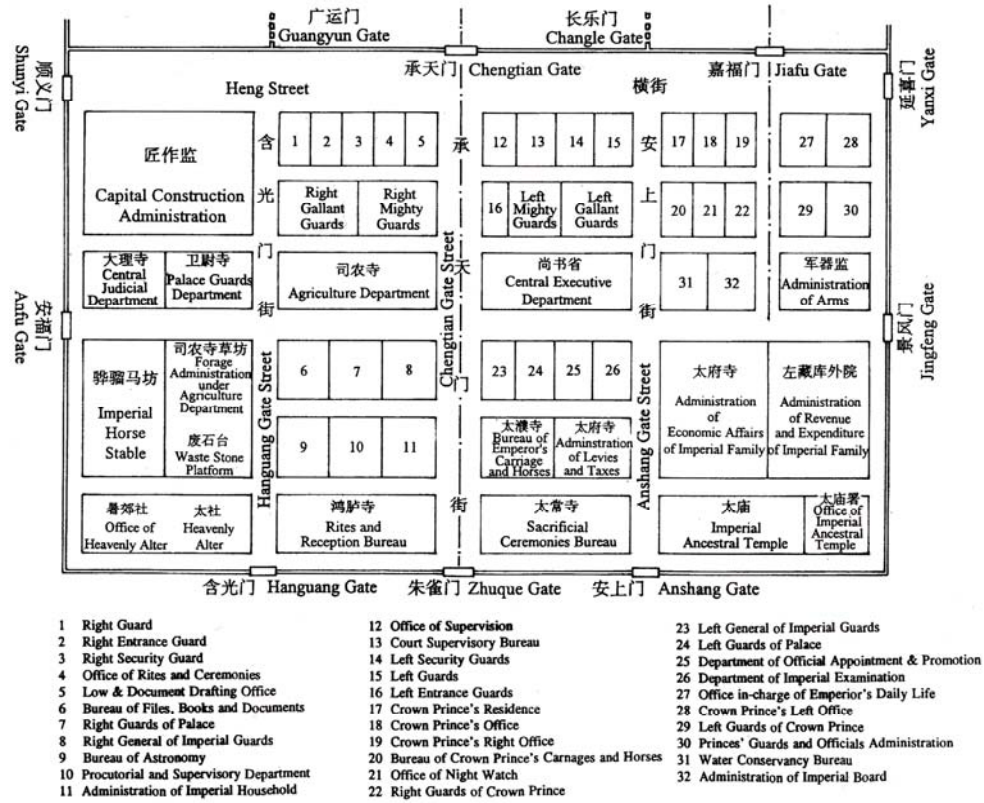 广运门
Guangyun Gate
长乐门
Changle Gate
承天门 Chengtian Gate
嘉福门 Jiafu Gate
顺义门
Shunyi Gate
延喜门
Yanxi Gate
Heng Street
横街
匠作监
Capital Construction
Administration
含光门街
1 2 3 4 5
承天门街
12 13 14 15
安上门街
17 18 19
27 28
Right
Gallant
Guards
Right
Mighty
Guards
16
Left
Mighty
Guards
Left
Gallant
Guards
20 21 22
29 30
大理寺
Central
Judicial
Department
卫尉寺
Palace Guards
Department
司农寺
Agriculture Department
Chengtian Gate Street
尚书省
Central Executive
Department
31 32
军器监
Administration
of Arms
安福门
Anfu Gate
景风门
Jingfeng Gate
骅骝马坊
Imperial
Horse
Stable
司农寺草坊
Forage
Administration
under
Agriculture
Department
废石台
Waste Stone
Platform
Hanguang Gate Street
6 7 8
9 10 11
23 24 25 26
太濮寺
Bureau of
Emperor's
Carriage
and Horses
太府寺
Adminstration
of Levies
and Taxes
Anshang Gate Street
太府寺
Administration
of
Economic Affairs
of Imperial Family
左藏库外院
Administration
of Revenue
and Expenditure
of Imperial Family
暑郊社
Office of
Heavenly Alter
太社
Heavenly
Alter
鸿胪寺
Rites and
Reception Bureau
太常寺
Sacrificial
Ceremonies Bureau
太庙
Imperial
Ancestral Temple
太庙署
Office of
Imperial
Ancestral
Temple
含光门 Hanguang Gate
朱雀门 Zhuque Gate
安上门 Anshang Gate
1 Right Guard
2 Right Entrance Guard
3 Right Security Guard
4 Office of Rites and Ceremonies
5 Low & Document Drafting Office
6 Bureau of Files, Books and Documents
7 Right Guards of Palace
8 Right General of Imperial Guards
9 Bureau of Astronomy
10 Procutorial and Supervisory Department
11 Administration of Imperial Household
12 Office of Supervision
13 Court Supervisory Bureau
14 Left Security Guards
15 Left Guards
16 Left Entrance Guards
17 Crown Prince's Residence
18 Crown Prince's Office
19 Crown Prince's Right Office
20 Bureau of Crown Prince's Carnages and Horses
21 Office of Night Watch
22 Right Guards of Crown Prince
23 Left General of Imperial Guards
24 Left Guards of Palace
25 Department of Official Appointment & Promotion
26 Department of Imperial Examination
27 Office in-charge of Emperior's Daily Life
28 Crown Prince's Left Office
29 Left Guards of Crown Prince
30 Princes' Guards and Officials Administration
31 Water Conservancy Bureau
32 Administration of Imperial Board